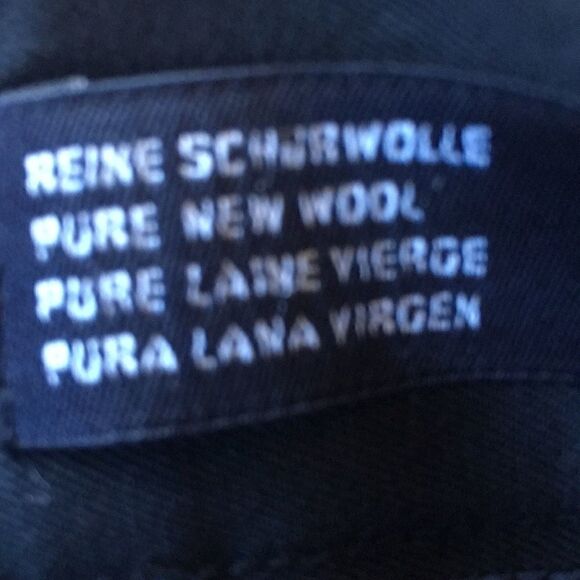 REINE SCHURWOLLE
PURE NEW WOOL
PURE LAINE VIERGE
PURA LANA VIRGEN